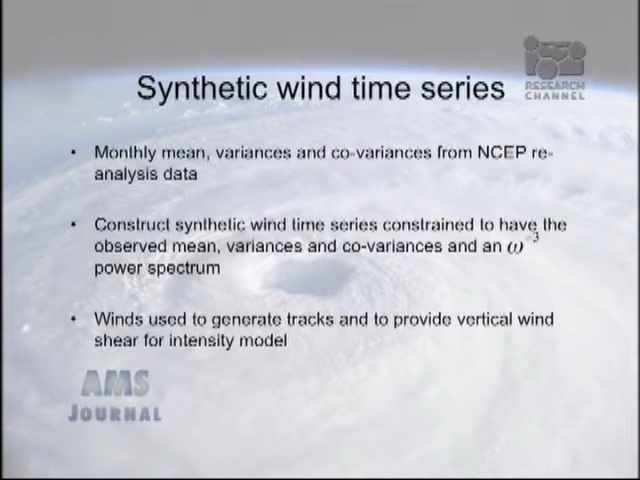 RESEARCH
CHANNEL
Synthetic wind time series
• Monthly mean, variances and co-variances from NCEP re-
analysis data
• Construct synthetic wind time series constrained to have the
observed mean, variances and co-variances and an ω⁻³
power spectrum
• Winds used to generate tracks and to provide vertical wind
shear for intensity model
AMS
JOURNAL